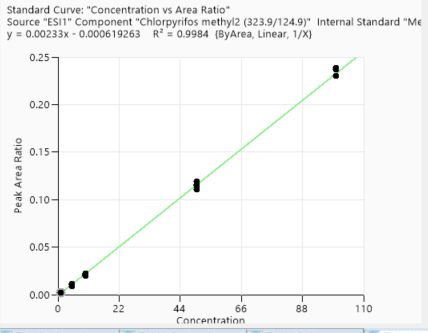 Standard Curve: "Concentration vs Area Ratio"
Source "ESI1" Component "Chlorpyrifos methyl2 (323.9/124.9)" Internal Standard "Me
y = 0.00233x - 0.000619263 R² = 0.9984 {ByArea, Linear, 1/X}
0.25
0.20
0.15
0.10
0.05
0.00
Peak Area Ratio
0 22 44 66 88 110
Concentration